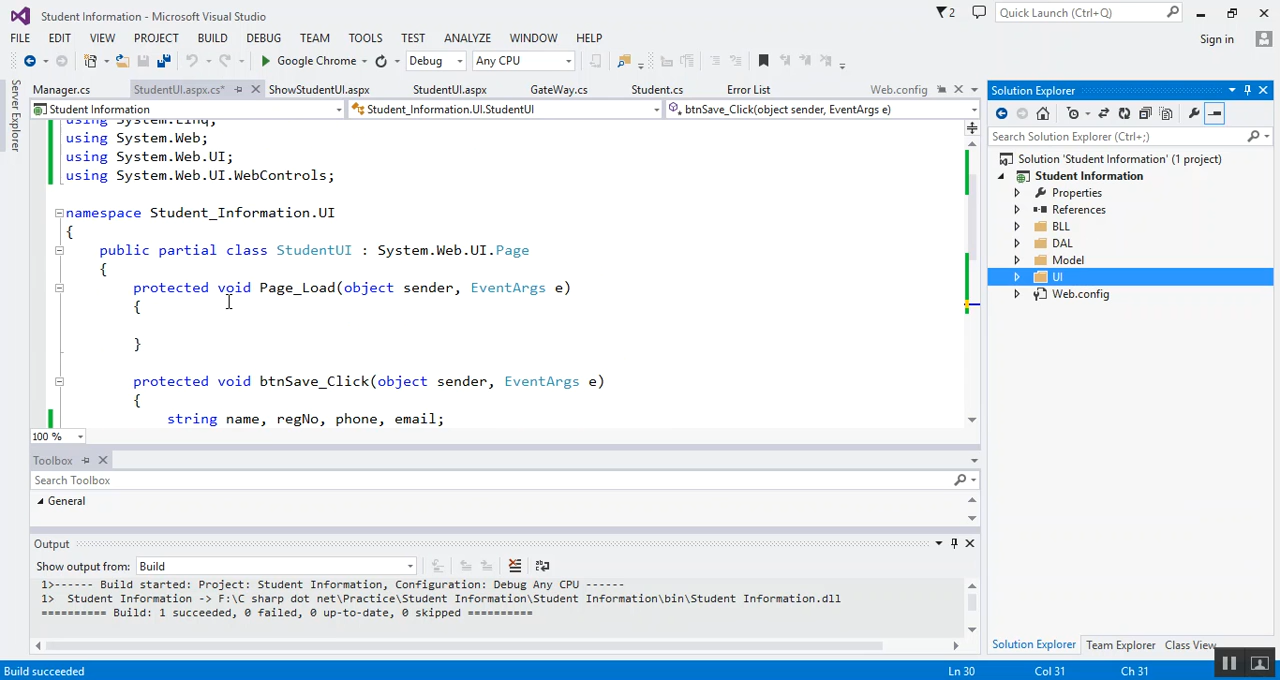 Student Information - Microsoft Visual Studio
2
Quick Launch (Ctrl+Q)
FILE EDIT VIEW PROJECT BUILD DEBUG TEAM TOOLS TEST ANALYZE WINDOW HELP
Sign in
Google Chrome Debug Any CPU
Server Explorer
Manager.cs StudentUI.aspx.cs* ShowStudentUI.aspx StudentUI.aspx GateWay.cs Student.cs Error List Web.config
Student Information Student_Information.UI.StudentUI btnSave_Click(object sender, EventArgs e)
using System.Linq;
using System.Web;
using System.Web.UI;
using System.Web.UI.WebControls;
namespace Student_Information.UI
{
public partial class StudentUI : System.Web.UI.Page
{
protected void Page_Load(object sender, EventArgs e)
{
}
protected void btnSave_Click(object sender, EventArgs e)
{
string name, regNo, phone, email;
100 %
Toolbox
Search Toolbox
General
Output
Show output from: Build
1>------ Build started: Project: Student Information, Configuration: Debug Any CPU ------
1> Student Information -> F:\C sharp dot net\Practice\Student Information\Student Information\bin\Student Information.dll
========== Build: 1 succeeded, 0 failed, 0 up-to-date, 0 skipped ==========
Solution Explorer
Search Solution Explorer (Ctrl+;)
Solution 'Student Information' (1 project)
Student Information
Properties
References
BLL
DAL
Model
UI
Web.config
Solution Explorer Team Explorer Class View
Build succeeded Ln 30 Col 31 Ch 31